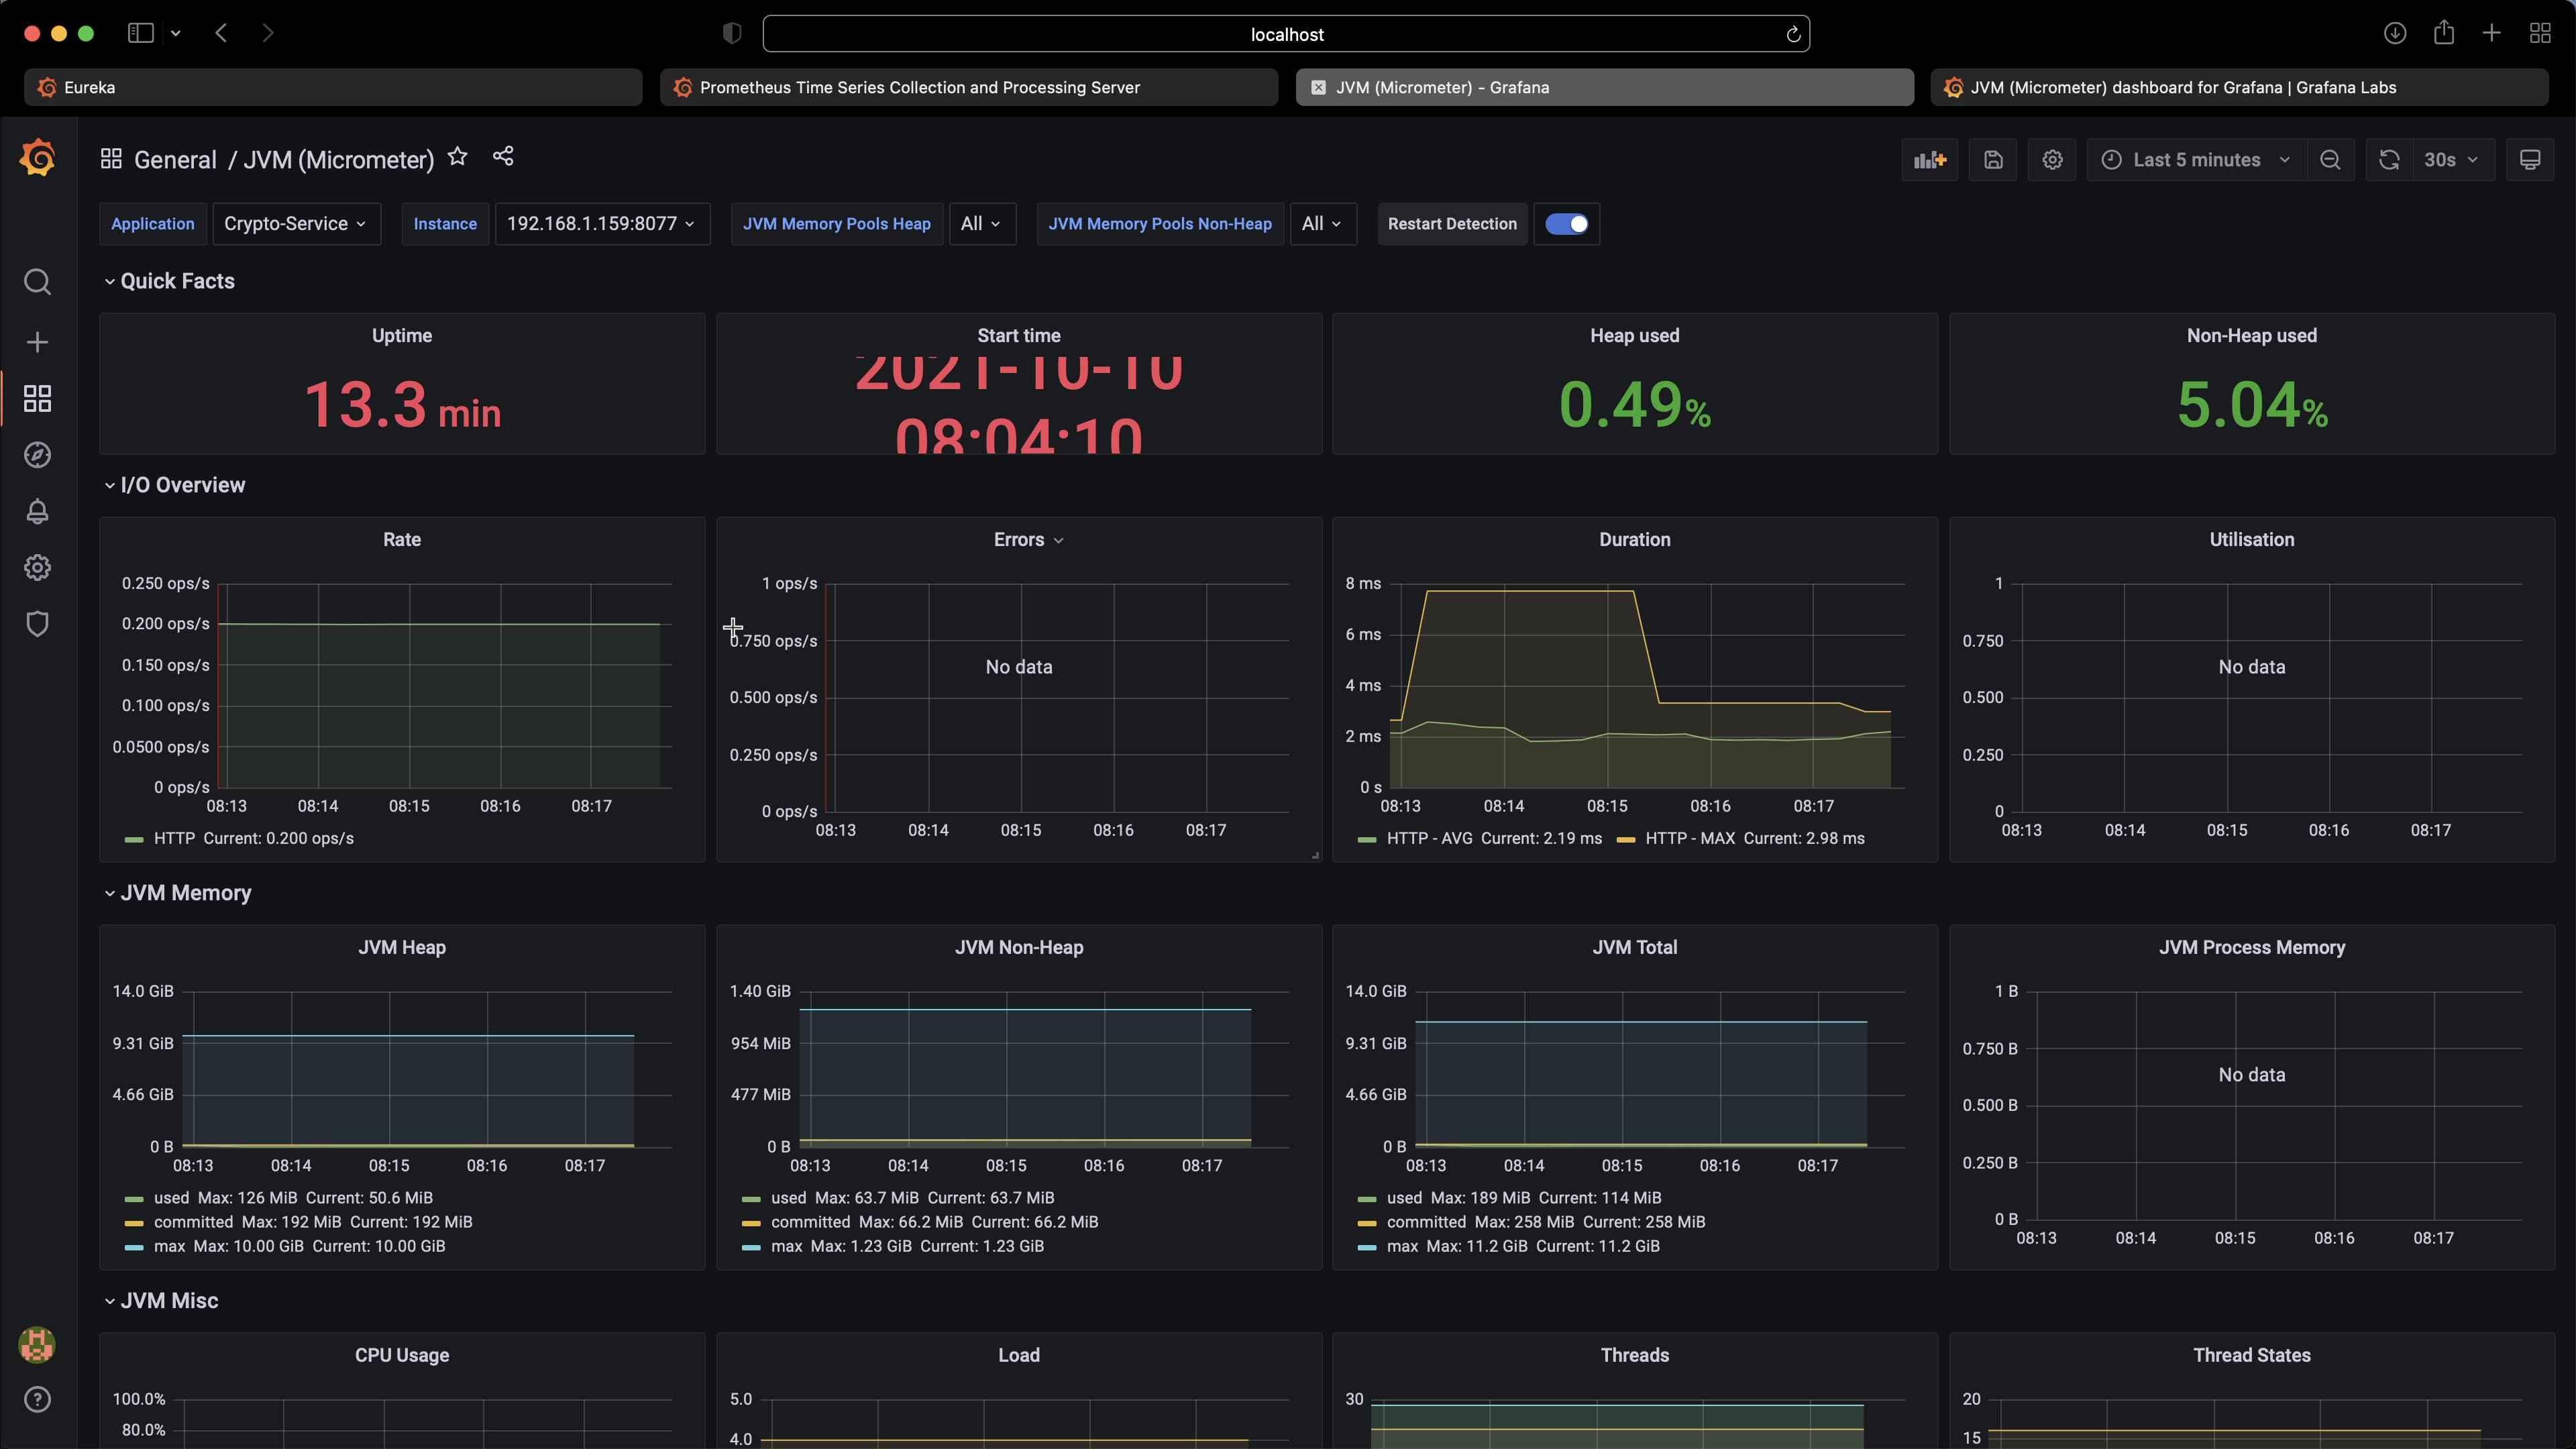 localhost
Eureka
Prometheus Time Series Collection and Processing Server
JVM (Micrometer) - Grafana
JVM (Micrometer) dashboard for Grafana | Grafana Labs
General / JVM (Micrometer)
Last 5 minutes
30s
Application
Crypto-Service
Instance
192.168.1.159:8077
JVM Memory Pools Heap
All
JVM Memory Pools Non-Heap
All
Restart Detection
Quick Facts
Uptime
13.3 min
Start time
2021-10-10
08:04:10
Heap used
0.49%
Non-Heap used
5.04%
I/O Overview
Rate
0.250 ops/s
0.200 ops/s
0.150 ops/s
0.100 ops/s
0.0500 ops/s
0 ops/s
08:13 08:14 08:15 08:16 08:17
HTTP Current: 0.200 ops/s
Errors
1 ops/s
0.750 ops/s
0.500 ops/s
0.250 ops/s
0 ops/s
No data
08:13 08:14 08:15 08:16 08:17
Duration
8 ms
6 ms
4 ms
2 ms
0 s
08:13 08:14 08:15 08:16 08:17
HTTP - AVG Current: 2.19 ms HTTP - MAX Current: 2.98 ms
Utilisation
1
0.750
0.500
0.250
0
No data
08:13 08:14 08:15 08:16 08:17
JVM Memory
JVM Heap
14.0 GiB
9.31 GiB
4.66 GiB
0 B
08:13 08:14 08:15 08:16 08:17
used Max: 126 MiB Current: 50.6 MiB
committed Max: 192 MiB Current: 192 MiB
max Max: 10.00 GiB Current: 10.00 GiB
JVM Non-Heap
1.40 GiB
954 MiB
477 MiB
0 B
08:13 08:14 08:15 08:16 08:17
used Max: 63.7 MiB Current: 63.7 MiB
committed Max: 66.2 MiB Current: 66.2 MiB
max Max: 1.23 GiB Current: 1.23 GiB
JVM Total
14.0 GiB
9.31 GiB
4.66 GiB
0 B
08:13 08:14 08:15 08:16 08:17
used Max: 189 MiB Current: 114 MiB
committed Max: 258 MiB Current: 258 MiB
max Max: 11.2 GiB Current: 11.2 GiB
JVM Process Memory
1 B
0.750 B
0.500 B
0.250 B
0 B
No data
08:13 08:14 08:15 08:16 08:17
JVM Misc
CPU Usage
100.0%
80.0%
Load
5.0
4.0
Threads
30
Thread States
20
15